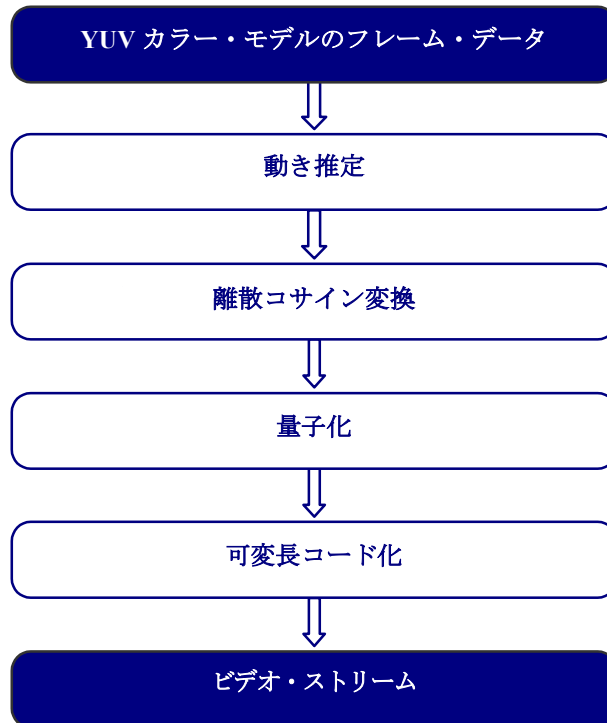 YUV カラー・モデルのフレーム・データ
動き推定
離散コサイン変換
量子化
可変長コード化
ビデオ・ストリーム